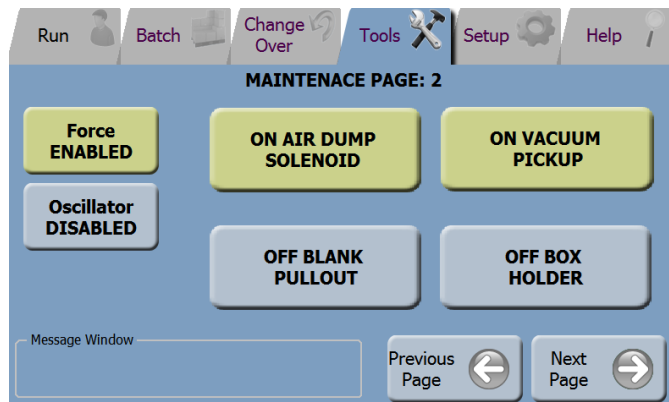 Run
Batch
Change
Over
Tools
Setup
Help
MAINTENACE PAGE: 2
Force
ENABLED
ON AIR DUMP
SOLENOID
ON VACUUM
PICKUP
Oscillator
DISABLED
OFF BLANK
PULLOUT
OFF BOX
HOLDER
Message Window
Previous
Page
Next
Page